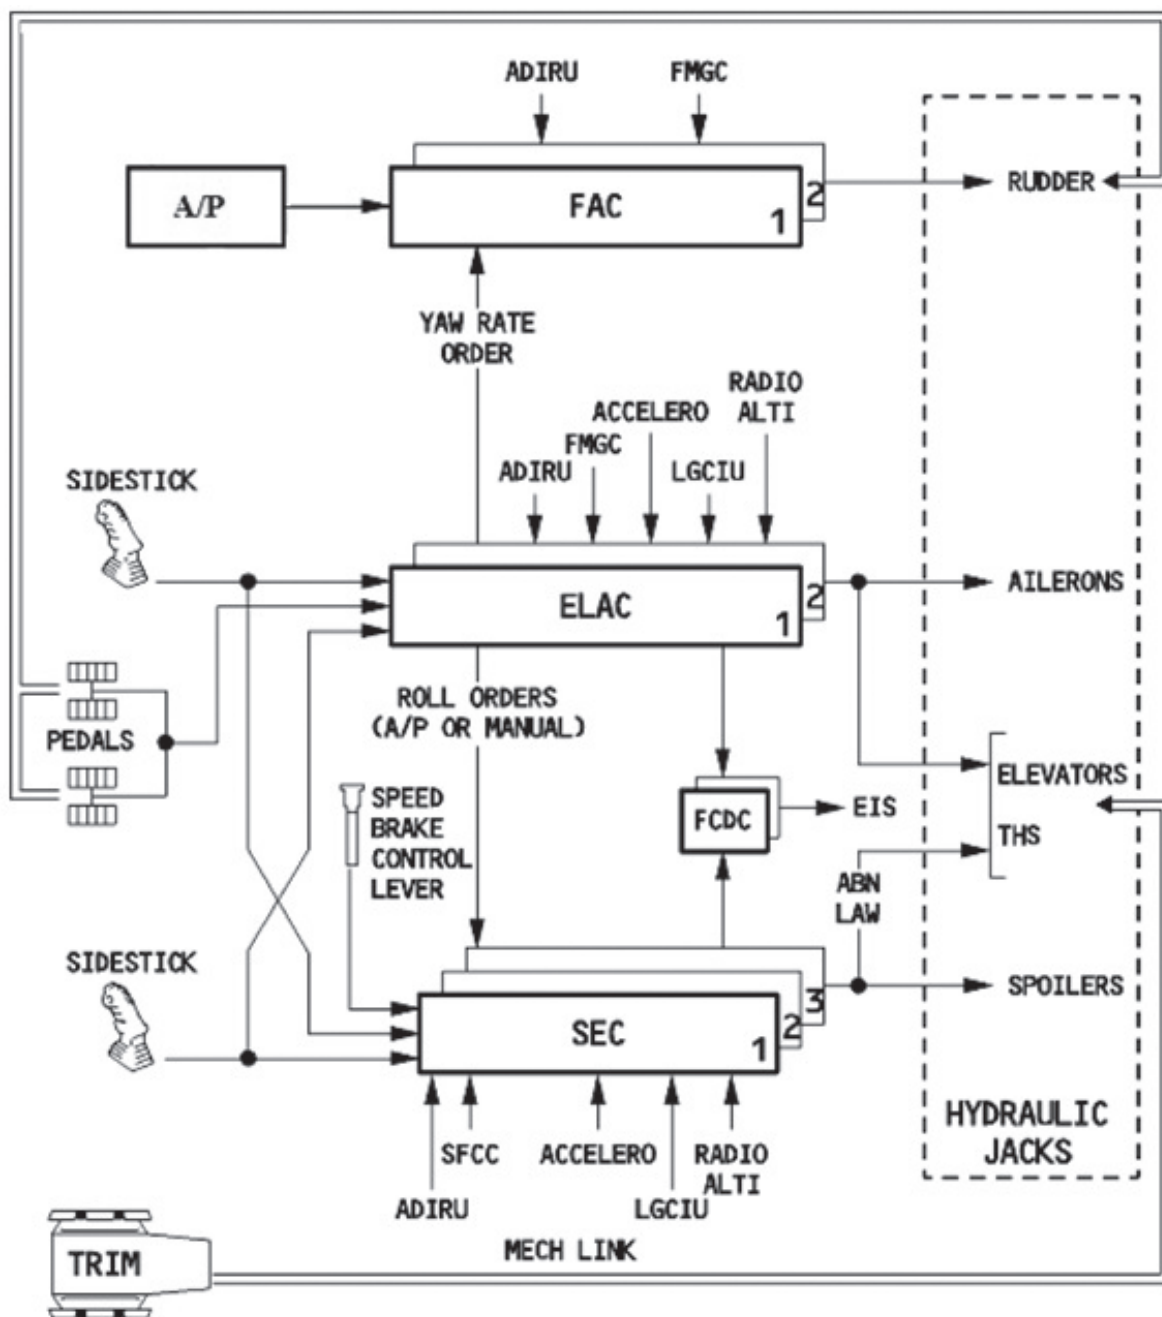 ADIRU
FMGC
A/P
FAC
1
2
RUDDER
YAW RATE
ORDER
RADIO
ALTI
ACCELERO
FMGC
ADIRU
LGCIU
SIDESTICK
ELAC
1
2
AILERONS
ROLL ORDERS
(A/P OR MANUAL)
PEDALS
SPEED
BRAKE
CONTROL
LEVER
FCDC
EIS
ELEVATORS
THS
ABN
LAW
SIDESTICK
SEC
1
2
3
SPOILERS
SFCC
ACCELERO
RADIO
ALTI
ADIRU
LGCIU
HYDRAULIC
JACKS
MECH LINK
TRIM